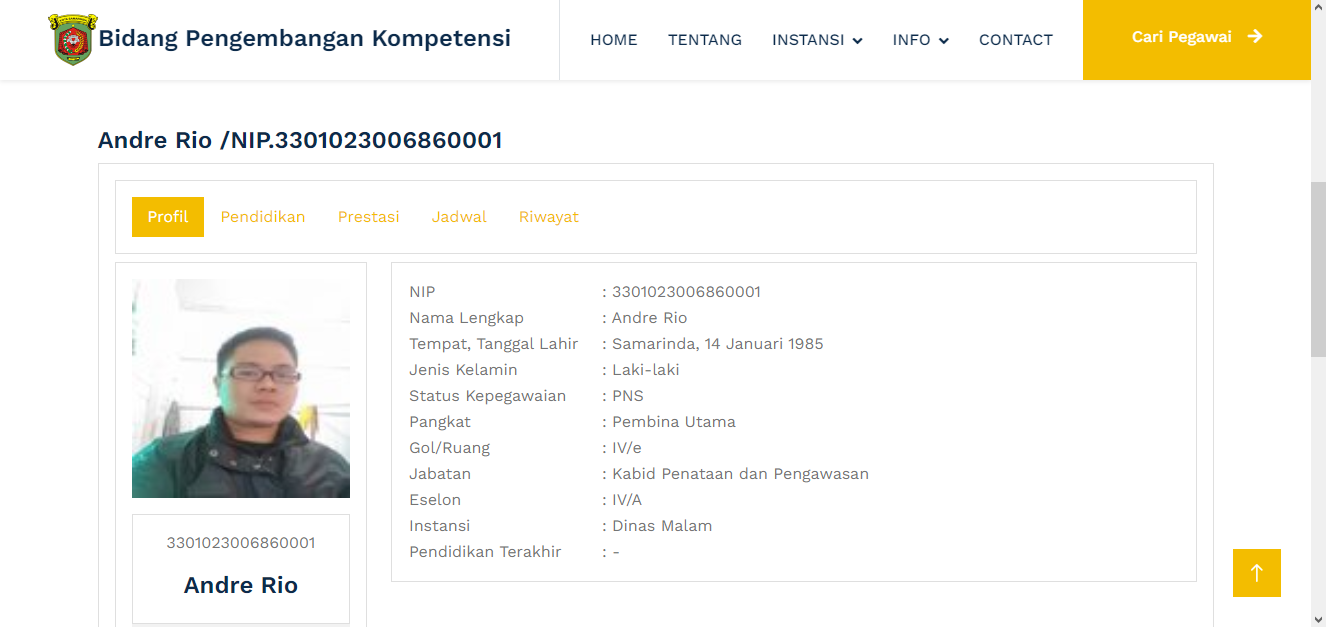 Bidang Pengembangan Kompetensi
HOME TENTANG INSTANSI INFO CONTACT
Cari Pegawai →
Andre Rio /NIP.3301023006860001
Profil Pendidikan Prestasi Jadwal Riwayat
NIP : 3301023006860001
Nama Lengkap : Andre Rio
Tempat, Tanggal Lahir : Samarinda, 14 Januari 1985
Jenis Kelamin : Laki-laki
Status Kepegawaian : PNS
Pangkat : Pembina Utama
Gol/Ruang : IV/e
Jabatan : Kabid Penataan dan Pengawasan
Eselon : IV/A
Instansi : Dinas Malam
Pendidikan Terakhir : -
3301023006860001
Andre Rio